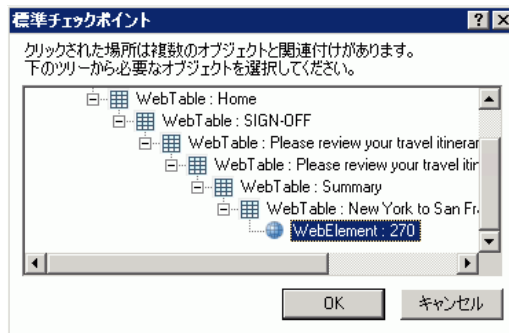 標準チェックポイント
クリックされた場所は複数のオブジェクトと関連付けがあります。
下のツリーから必要なオブジェクトを選択してください。
WebTable : Home
WebTable : SIGN-OFF
WebTable : Please review your travel itinerar
WebTable : Please review your travel itir
WebTable : Summary
WebTable : New York to San Fr
WebElement : 270
OK キャンセル